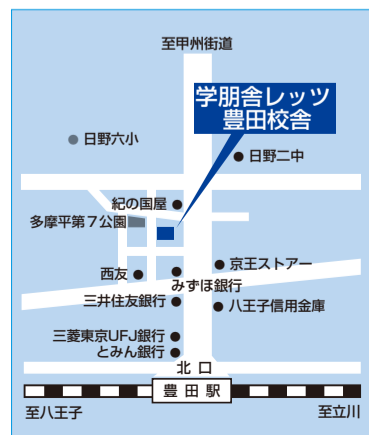 至甲州街道
学朋舎レッツ
豊田校舎
日野六小
日野二中
紀の国屋
多摩平第7公園
京王ストアー
西友
みずほ銀行
三井住友銀行
八王子信用金庫
三菱東京UFJ銀行
とみん銀行
北口
豊田駅
至八王子
至立川